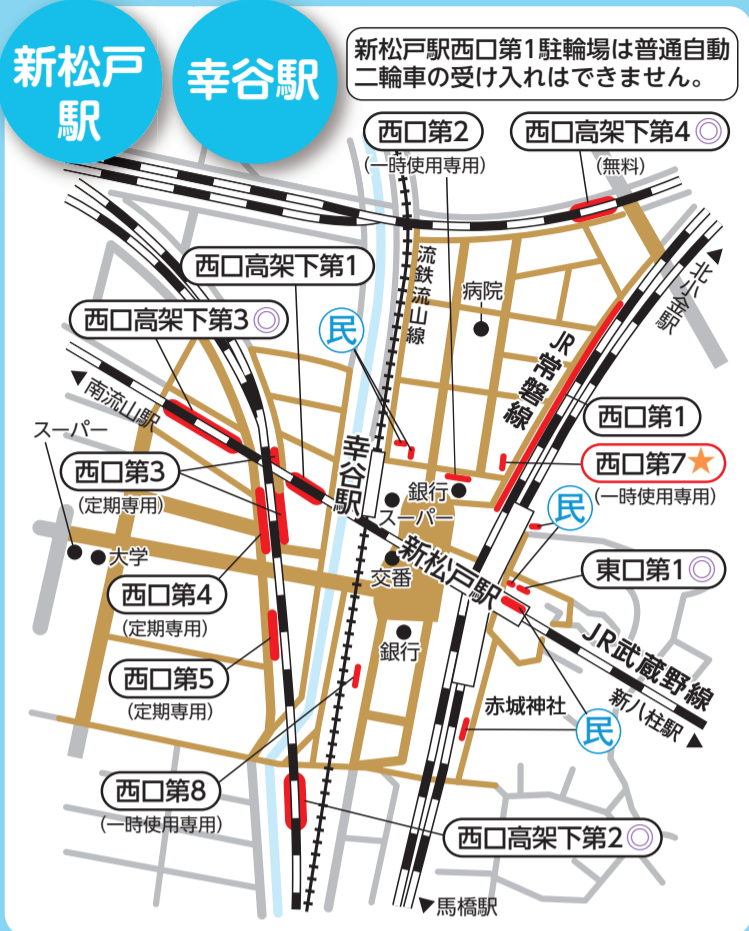 新松戸
駅
幸谷駅
新松戸駅西口第1駐輪場は普通自動
二輪車の受け入れはできません。
西口第2
(一時使用専用)
西口高架下第4◎
(無料)
西口高架下第1
流鉄流山線
病院
北小金駅
西口高架下第3◎
民
JR常磐線
南流山駅
スーパー
西口第1
西口第3
(定期専用)
幸谷駅
銀行
スーパー
西口第7★
(一時使用専用)
民
大学
新松戸駅
交番
東口第1◎
西口第4
(定期専用)
銀行
JR武蔵野線
西口第5
(定期専用)
赤城神社
新八柱駅
民
西口第8
(一時使用専用)
西口高架下第2◎
馬橋駅